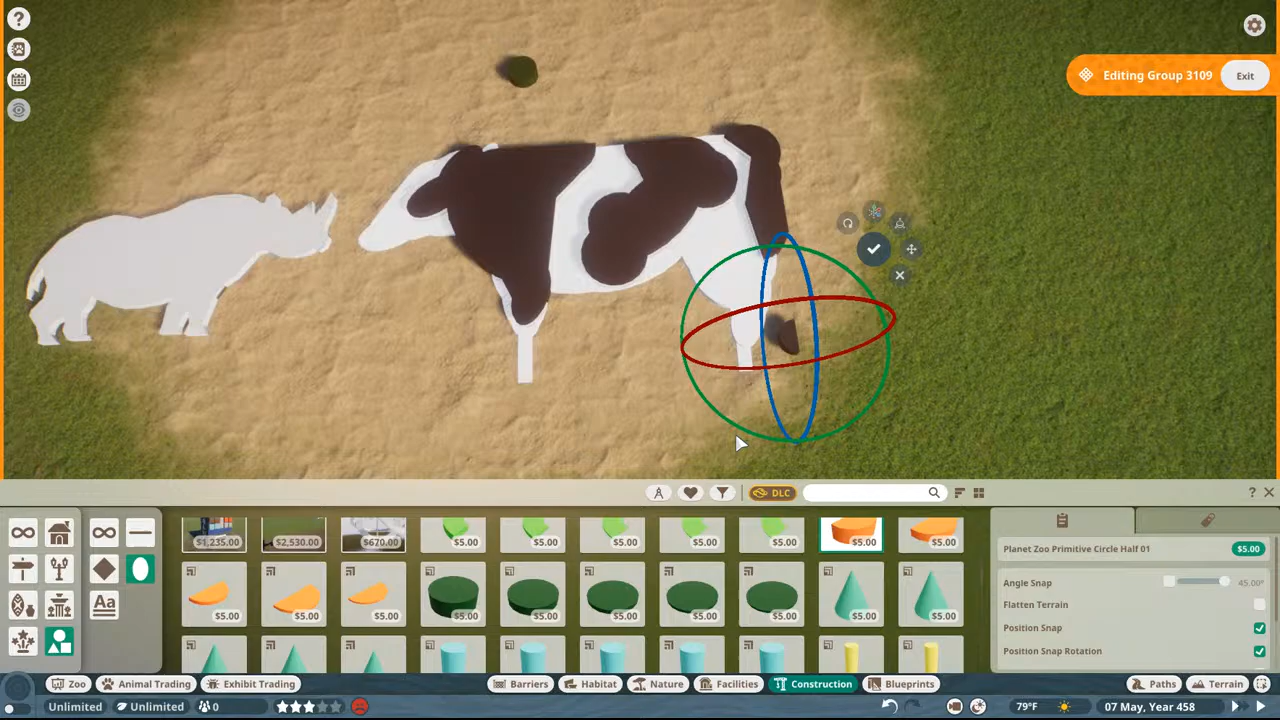 ?
Editing Group 3109
Exit
DLC
?
$1,235.00
$2,530.00
$670.00
$5.00
$5.00
$5.00
$5.00
$5.00
$5.00
$5.00
Planet Zoo Primitive Circle Half 01
$5.00
Angle Snap
45.00°
Flatten Terrain
Position Snap
Position Snap Rotation
Aa
$5.00
$5.00
$5.00
$5.00
$5.00
$5.00
$5.00
$5.00
$5.00
$5.00
Zoo
Animal Trading
Exhibit Trading
Barriers
Habitat
Nature
Facilities
Construction
Blueprints
Paths
Terrain
Unlimited
Unlimited
0
79°F
07 May, Year 458